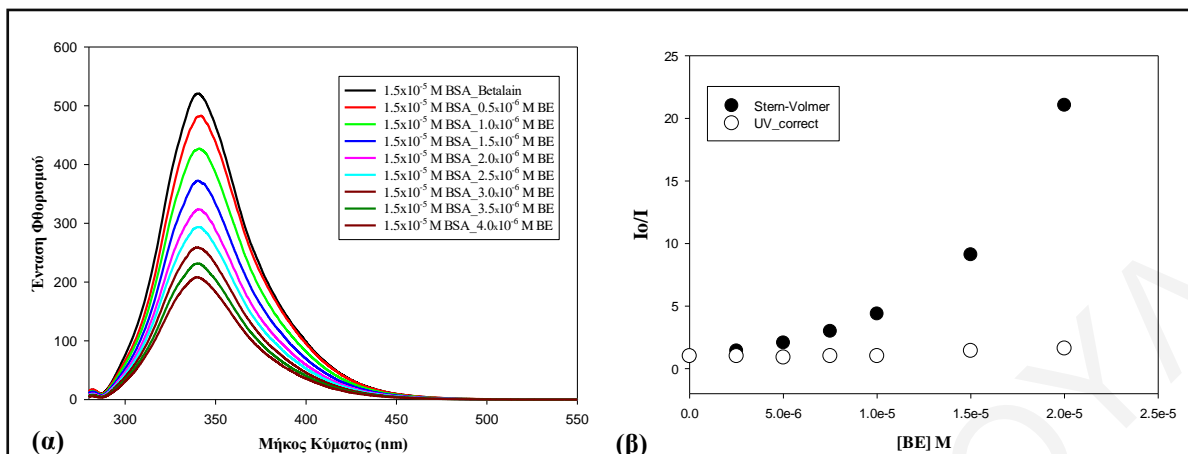 600
500
400
300
200
100
0
Ένταση Φθορισμού
1.5x10⁻⁵ M BSA_Betalain
1.5x10⁻⁵ M BSA_0.5x10⁻⁶ M BE
1.5x10⁻⁵ M BSA_1.0x10⁻⁶ M BE
1.5x10⁻⁵ M BSA_1.5x10⁻⁶ M BE
1.5x10⁻⁵ M BSA_2.0x10⁻⁶ M BE
1.5x10⁻⁵ M BSA_2.5x10⁻⁶ M BE
1.5x10⁻⁵ M BSA_3.0x10⁻⁶ M BE
1.5x10⁻⁵ M BSA_3.5x10⁻⁶ M BE
1.5x10⁻⁵ M BSA_4.0x10⁻⁶ M BE
300 350 400 450 500 550
Μήκος Κύματος (nm)
(α)
25
20
15
10
5
0
Io/I
Stern-Volmer
UV_correct
0.0 5.0e-6 1.0e-5 1.5e-5 2.0e-5 2.5e-5
[BE] M
(β)